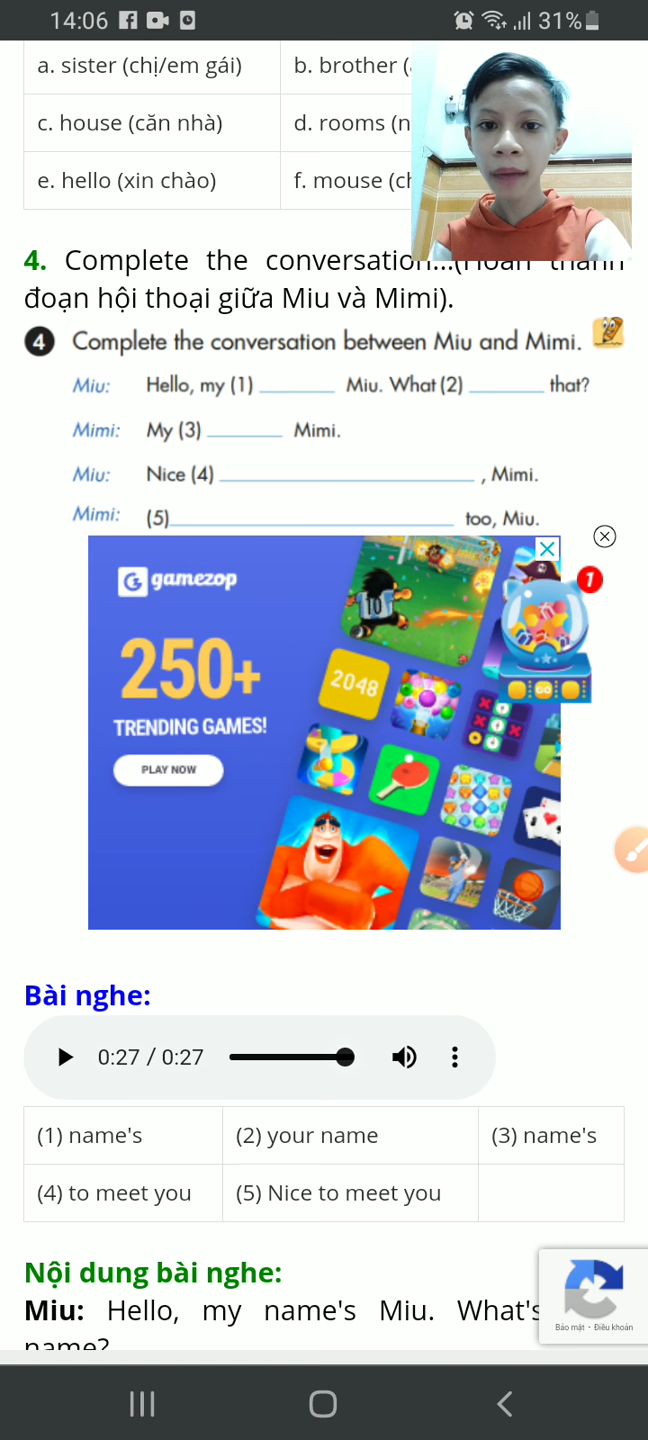 14:06 31%
a. sister (chị/em gái) b. brother
c. house (căn nhà) d. rooms
e. hello (xin chào) f. mouse
4. Complete the conversation...(Hoàn thành
đoạn hội thoại giữa Miu và Mimi).
4 Complete the conversation between Miu and Mimi.
Miu: Hello, my (1) ________ Miu. What (2) ________ that?
Mimi: My (3) ________ Mimi.
Miu: Nice (4) ________ , Mimi.
Mimi: (5) ________ too, Miu.
G gamezop
250+
TRENDING GAMES!
PLAY NOW
10
2048
1
GO
Bài nghe:
0:27 / 0:27
(1) name's (2) your name (3) name's
(4) to meet you (5) Nice to meet you
Nội dung bài nghe:
Miu: Hello, my name's Miu. What's
name?
Bảo mật - Điều khoản